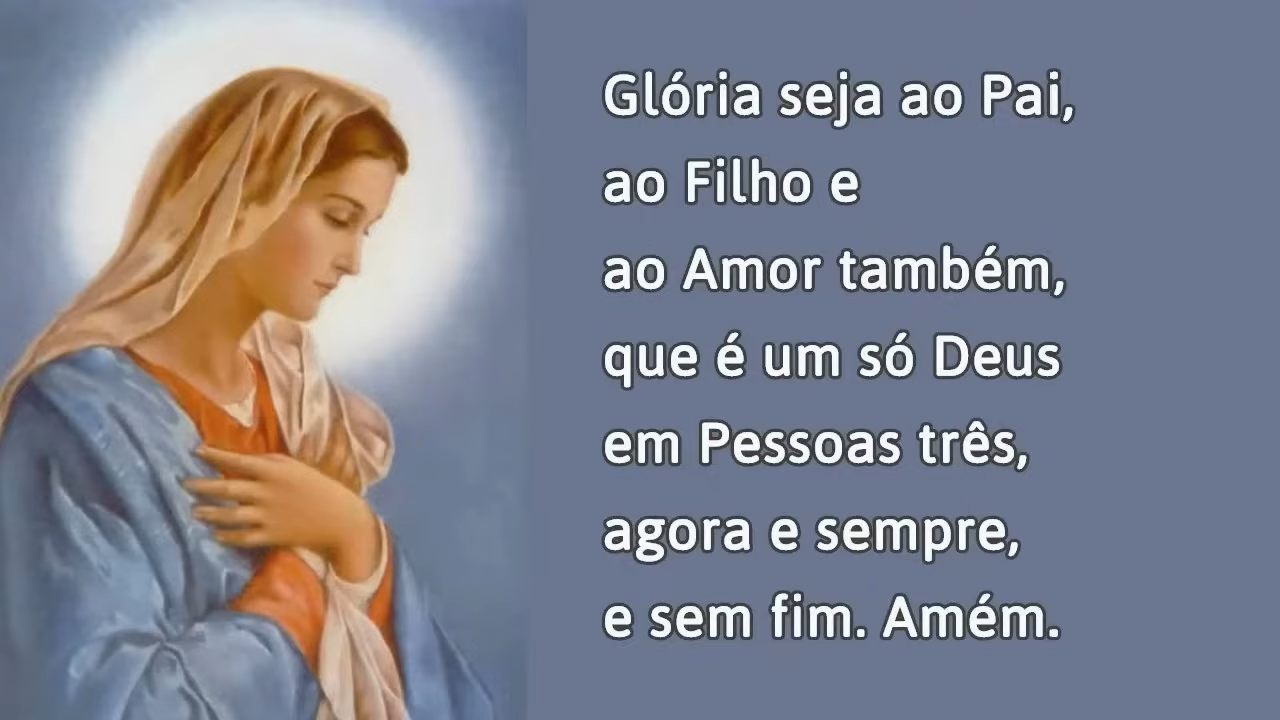 Glória seja ao Pai,
ao Filho e
ao Amor também,
que é um só Deus
em Pessoas três,
agora e sempre,
e sem fim. Amém.